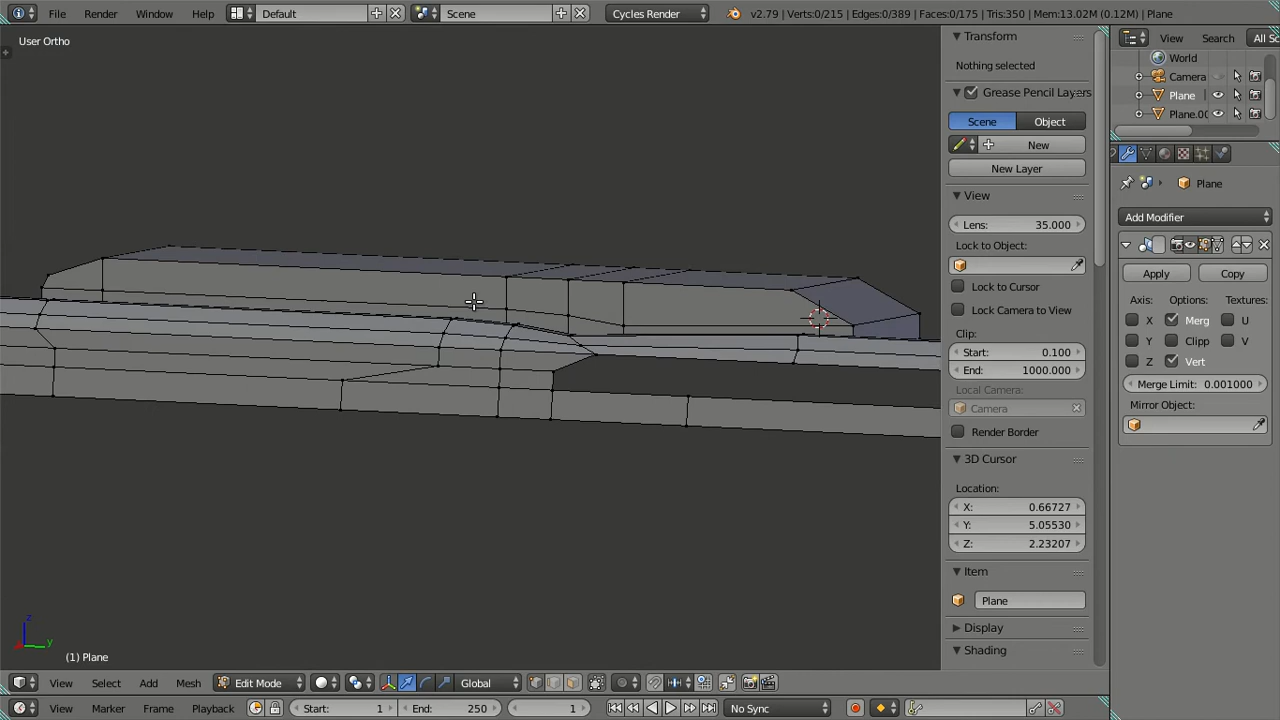 File Render Window Help Default Scene Cycles Render v2.79 | Verts:0/215 | Edges:0/389 | Faces:0/175 | Tris:350 | Mem:13.02M (0.12M) | Plane
User Ortho
Transform
Nothing selected
Grease Pencil Layers
Scene Object
New
New Layer
View
Lens: 35.000
Lock to Object:
Lock to Cursor
Lock Camera to View
Clip:
Start: 0.100
End: 1000.000
Local Camera:
Camera
Render Border
3D Cursor
Location:
X: 0.66727
Y: 5.05530
Z: 2.23207
Item
Plane
Display
Shading
View Search All Sc
World
Camera
Plane
Plane.00
Plane
Add Modifier
Apply Copy
Axis: Options: Textures:
X Merg U
Y Clipp V
Z Vert
Merge Limit: 0.001000
Mirror Object:
z
y
(1) Plane
View Select Add Mesh Edit Mode Global
View Marker Frame Playback Start: 1 End: 250 1 No Sync